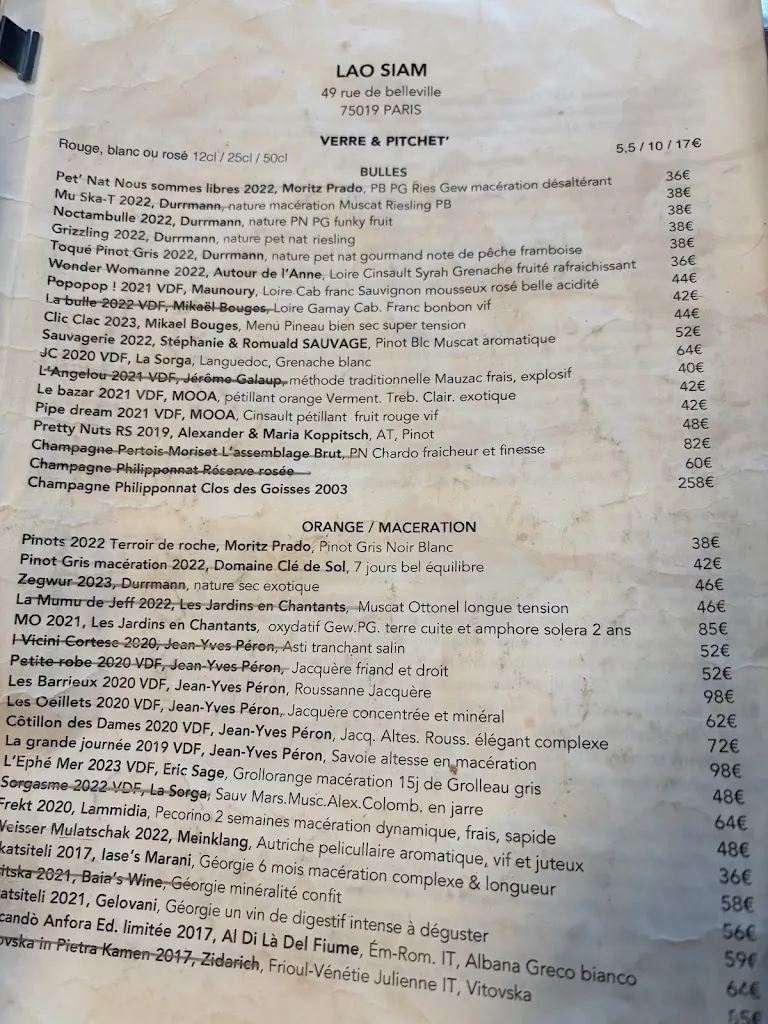 LAO SIAM
49 rue de belleville
75019 PARIS
VERRE & PITCHET'
Rouge, blanc ou rosé 12cl / 25cl / 50cl 5,5 / 10 / 17€
BULLES
Pet' Nat Nous sommes libres 2022, Moritz Prado, PB PG Ries Gew macération désaltérant 36€
Mu Ska-T 2022, Durrmann, nature macération Muscat Riesling PB 38€
Noctambulle 2022, Durrmann, nature PN PG funky fruit 38€
Grizzling 2022, Durrmann, nature pet nat riesling 38€
Toqué Pinot Gris 2022, Durrmann, nature pet nat gourmand note de pêche framboise 38€
Wonder Womanne 2022, Autour de l'Anne, Loire Cinsault Syrah Grenache fruité rafraichissant 36€
Popopop ! 2021 VDF, Maunoury, Loire Cab franc Sauvignon mousseux rosé belle acidité 44€
La bulle 2022 VDF, Mikaël Bouges, Loire Gamay Cab. Franc bonbon vif 42€
Clic Clac 2023, Mikael Bouges, Menu Pineau bien sec super tension 44€
Sauvagerie 2022, Stéphanie & Romuald SAUVAGE, Pinot Blc Muscat aromatique 52€
JC 2020 VDF, La Sorga, Languedoc, Grenache blanc 64€
L'Angelou 2021 VDF, Jérôme Galaup, méthode traditionnelle Mauzac frais, explosif 40€
Le bazar 2021 VDF, MOOA, pétillant orange Verment. Treb. Clair. exotique 42€
Pipe dream 2021 VDF, MOOA, Cinsault pétillant fruit rouge vif 42€
Pretty Nuts RS 2019, Alexander & Maria Koppitsch, AT, Pinot 48€
Champagne Pertois-Moriset L'assemblage Brut, PN Chardo fraicheur et finesse 82€
Champagne Philipponnat Réserve rosée 60€
Champagne Philipponnat Clos des Goisses 2003 258€
ORANGE / MACERATION
Pinots 2022 Terroir de roche, Moritz Prado, Pinot Gris Noir Blanc 38€
Pinot Gris macération 2022, Domaine Clé de Sol, 7 jours bel équilibre 42€
Zegwur 2023, Durrmann, nature sec exotique 46€
La Mumu de Jeff 2022, Les Jardins en Chantants, Muscat Ottonel longue tension 46€
MO 2021, Les Jardins en Chantants, oxydatif Gew.PG. terre cuite et amphore solera 2 ans 85€
I Vicini Cortese 2020, Jean-Yves Péron, Asti tranchant salin 52€
Petite robe 2020 VDF, Jean-Yves Péron, Jacquère friand et droit 52€
Les Barrieux 2020 VDF, Jean-Yves Péron, Roussanne Jacquère 98€
Les Oeillets 2020 VDF, Jean-Yves Péron, Jacquère concentrée et minéral 62€
Côtillon des Dames 2020 VDF, Jean-Yves Péron, Jacq. Altes. Rouss. élégant complexe 72€
La grande journée 2019 VDF, Jean-Yves Péron, Savoie altesse en macération 98€
L'Ephé Mer 2023 VDF, Eric Sage, Grollorange macération 15j de Grolleau gris 48€
Sorgasme 2022 VDF, La Sorga, Sauv Mars.Musc.Alex.Colomb. en jarre 64€
Frekt 2020, Lammidia, Pecorino 2 semaines macération dynamique, frais, sapide 48€
Weisser Mulatschak 2022, Meinklang, Autriche pelicullaire aromatique, vif et juteux 36€
katsiteli 2017, Iase's Marani, Géorgie 6 mois macération complexe & longueur 58€
itska 2021, Baia's Wine, Géorgie minéralité confit 56€
atsiteli 2021, Gelovani, Géorgie un vin de digestif intense à déguster 59€
candò Anfora Ed. limitée 2017, Al Di Là Del Fiume, Ém-Rom. IT, Albana Greco bianco 64€
ovska in Pietra Kamen 2017, Zidarich, Frioul-Vénétie Julienne IT, Vitovska